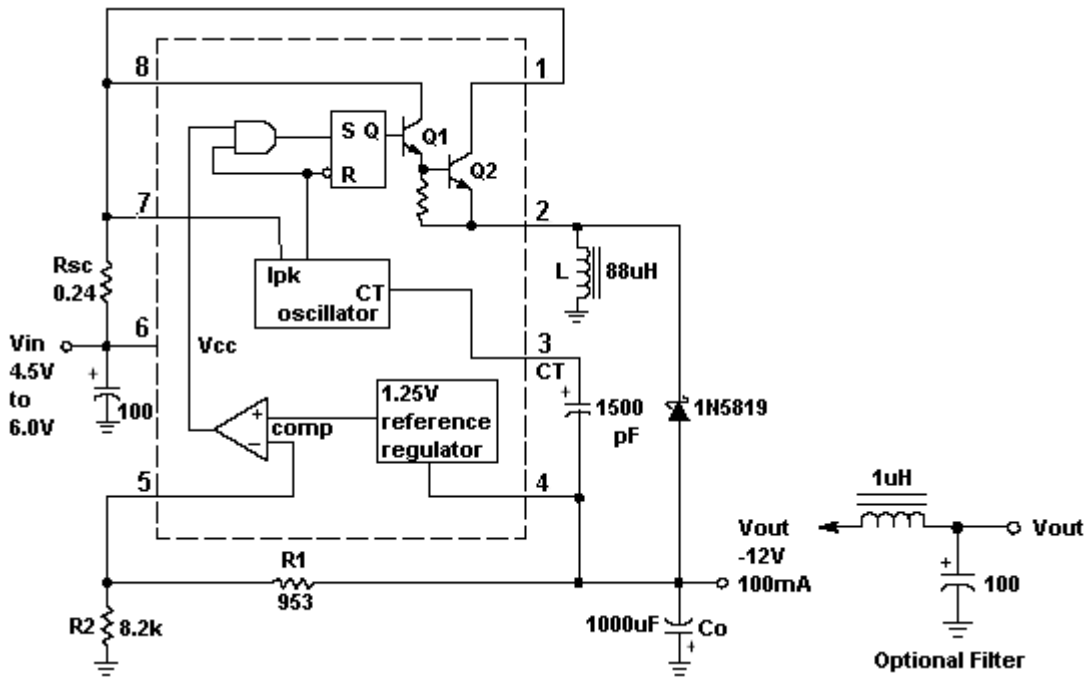 8
1
S Q
Q1
R
Q2
7
2
Rsc
0.24
Ipk
CT
oscillator
L
88uH
6
Vin
4.5V
to
6.0V
Vcc
3
CT
+
100
1.25V
reference
regulator
+
comp
−
+
1500
pF
1N5819
5
4
1uH
Vout
-12V
100mA
Vout
R1
953
+
100
R2
8.2k
1000uF
Co
+
Optional Filter